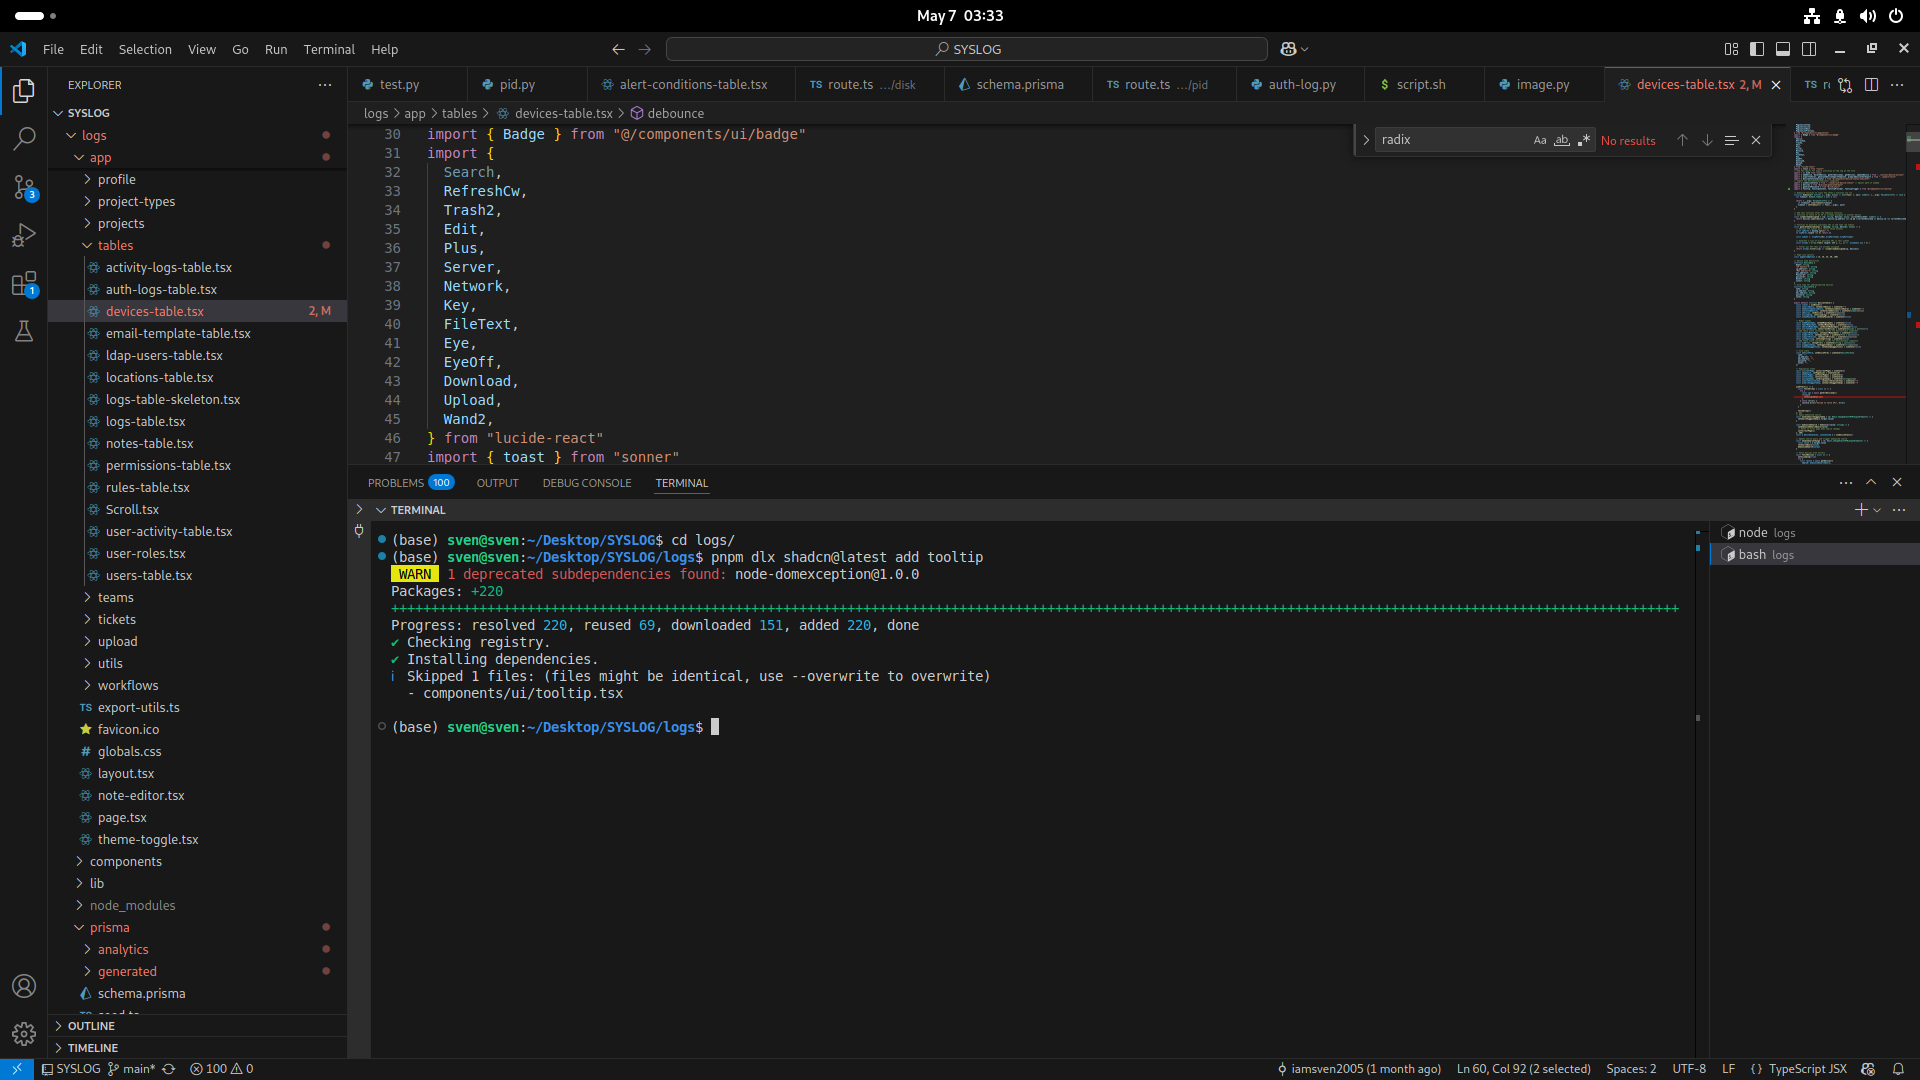 May 7 03:33
File Edit Selection View Go Run Terminal Help
SYSLOG
EXPLORER
test.py
pid.py
alert-conditions-table.tsx
TS route.ts .../disk
schema.prisma
TS route.ts .../pid
auth-log.py
$ script.sh
image.py
devices-table.tsx 2, M
TS
logs > app > tables > devices-table.tsx > debounce
SYSLOG
logs
app
profile
project-types
projects
tables
activity-logs-table.tsx
auth-logs-table.tsx
devices-table.tsx 2, M
email-template-table.tsx
ldap-users-table.tsx
locations-table.tsx
logs-table-skeleton.tsx
logs-table.tsx
notes-table.tsx
permissions-table.tsx
rules-table.tsx
Scroll.tsx
user-activity-table.tsx
user-roles.tsx
users-table.tsx
teams
tickets
upload
utils
workflows
TS export-utils.ts
favicon.ico
# globals.css
layout.tsx
note-editor.tsx
page.tsx
theme-toggle.tsx
components
lib
node_modules
prisma
analytics
generated
schema.prisma
OUTLINE
TIMELINE
3
1
30 import { Badge } from "@/components/ui/badge"
31 import {
32 Search,
33 RefreshCw,
34 Trash2,
35 Edit,
36 Plus,
37 Server,
38 Network,
39 Key,
40 FileText,
41 Eye,
42 EyeOff,
43 Download,
44 Upload,
45 Wand2,
46 } from "lucide-react"
47 import { toast } from "sonner"
radix Aa ab .* No results
PROBLEMS 100 OUTPUT DEBUG CONSOLE TERMINAL
TERMINAL
(base) sven@sven:~/Desktop/SYSLOG$ cd logs/
(base) sven@sven:~/Desktop/SYSLOG/logs$ pnpm dlx shadcn@latest add tooltip
WARN 1 deprecated subdependencies found: node-domexception@1.0.0
Packages: +220
Progress: resolved 220, reused 69, downloaded 151, added 220, done
✔ Checking registry.
✔ Installing dependencies.
i Skipped 1 files: (files might be identical, use --overwrite to overwrite)
- components/ui/tooltip.tsx
(base) sven@sven:~/Desktop/SYSLOG/logs$
node logs
bash logs
SYSLOG main* 100 0
iamsven2005 (1 month ago) Ln 60, Col 92 (2 selected) Spaces: 2 UTF-8 LF {} TypeScript JSX